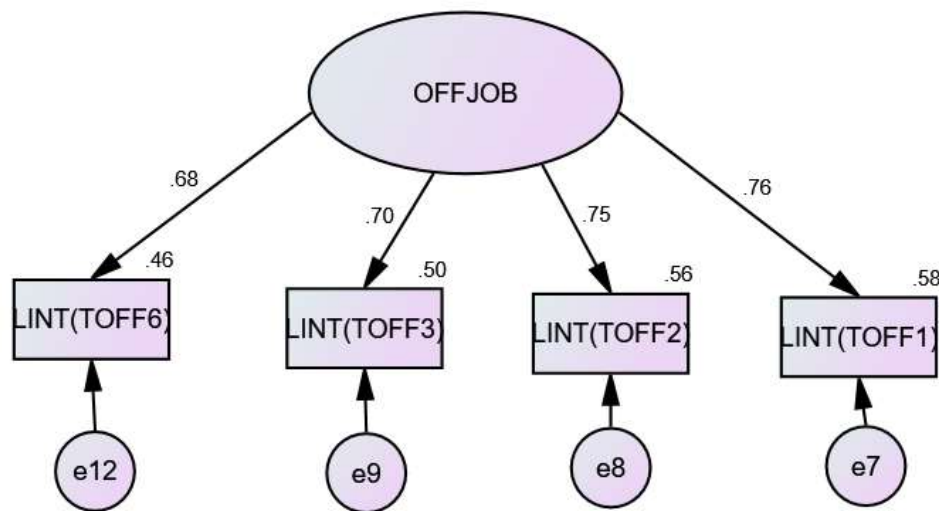 OFFJOB
.68
.70
.75
.76
.46
.50
.56
.58
LINT(TOFF6)
LINT(TOFF3)
LINT(TOFF2)
LINT(TOFF1)
e12
e9
e8
e7